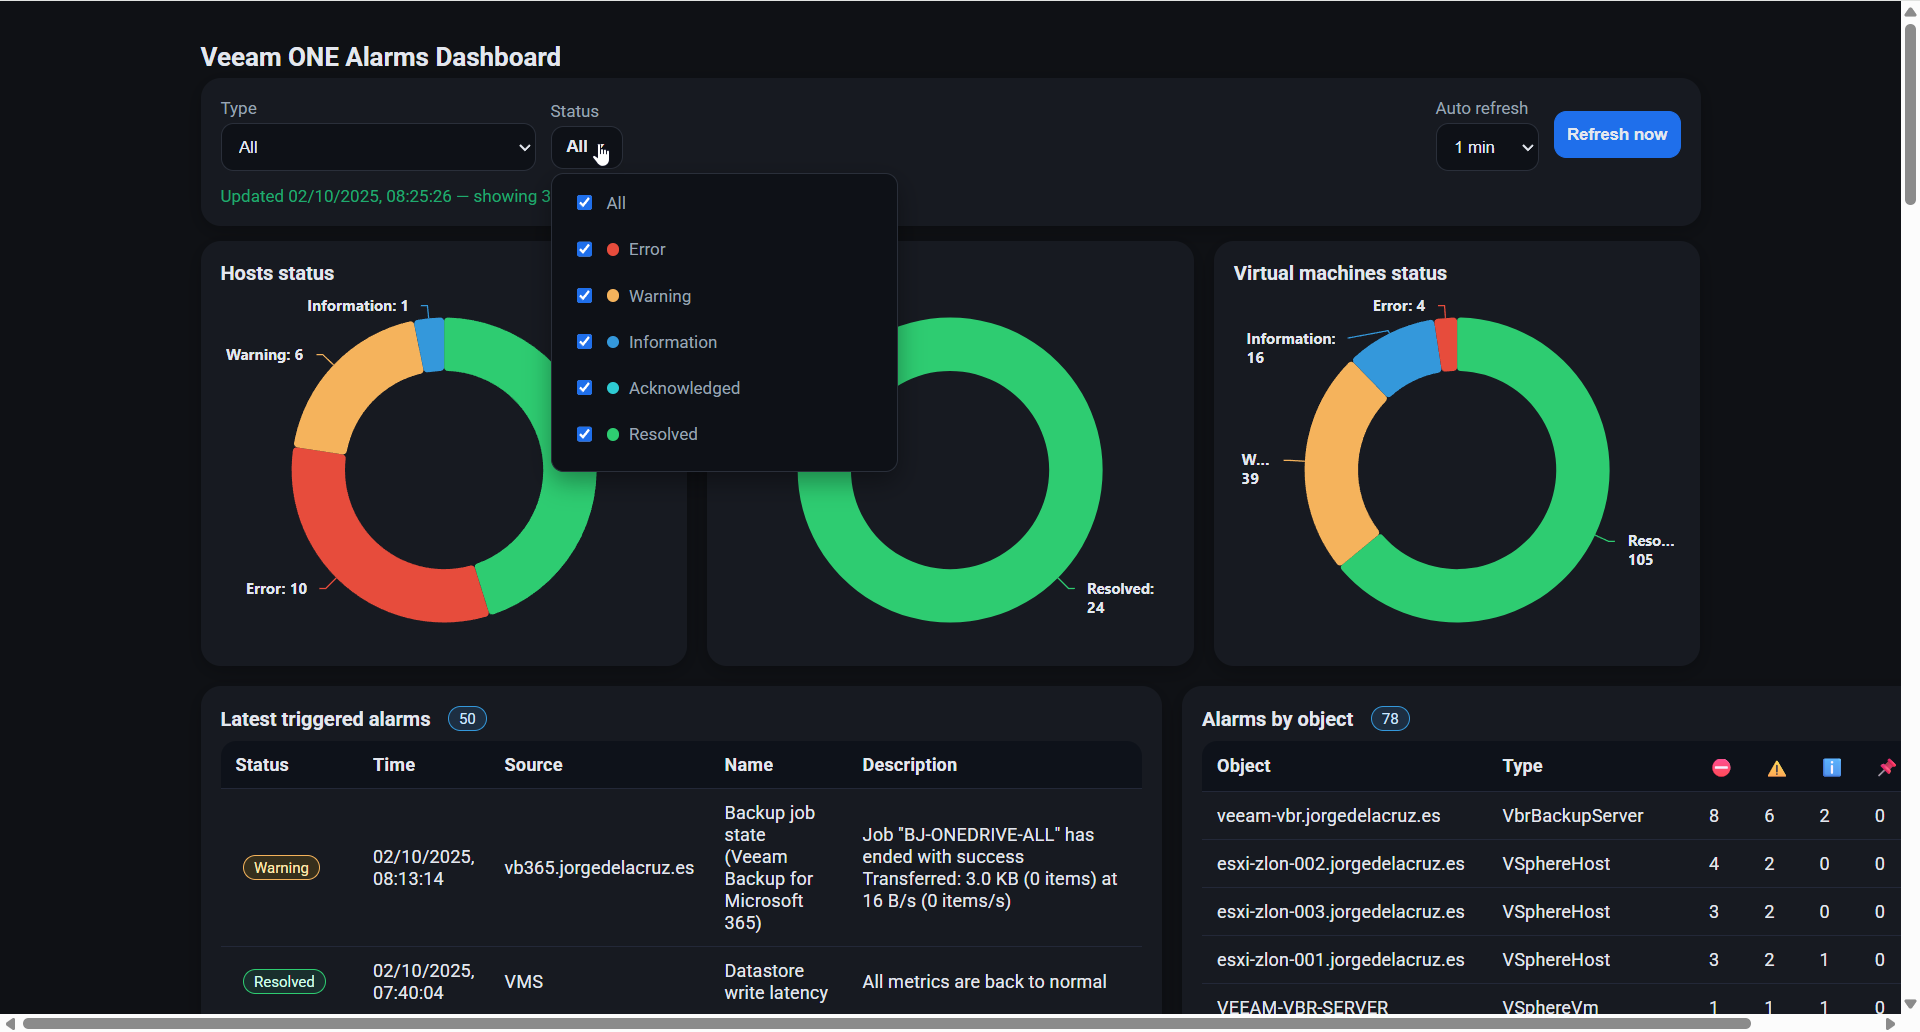 Veeam ONE Alarms Dashboard
Type
Status
Auto refresh
All
All
1 min
Refresh now
Updated 02/10/2025, 08:25:26 — showing 3
All
Error
Warning
Information
Acknowledged
Resolved
Hosts status
Information: 1
Warning: 6
Error: 10
Resolved:
24
Virtual machines status
Error: 4
Information:
16
W...
39
Reso...
105
Latest triggered alarms 50
Status Time Source Name Description
Warning
02/10/2025,
08:13:14
vb365.jorgedelacruz.es
Backup job
state
(Veeam
Backup for
Microsoft
365)
Job "BJ-ONEDRIVE-ALL" has
ended with success
Transferred: 3.0 KB (0 items) at
16 B/s (0 items/s)
Resolved
02/10/2025,
07:40:04
VMS
Datastore
write latency
All metrics are back to normal
Alarms by object 78
Object Type
veeam-vbr.jorgedelacruz.es VbrBackupServer 8 6 2 0
esxi-zlon-002.jorgedelacruz.es VSphereHost 4 2 0 0
esxi-zlon-003.jorgedelacruz.es VSphereHost 3 2 0 0
esxi-zlon-001.jorgedelacruz.es VSphereHost 3 2 1 0
VEEAM-VBR-SERVER VSphereVm 1 1 1 0